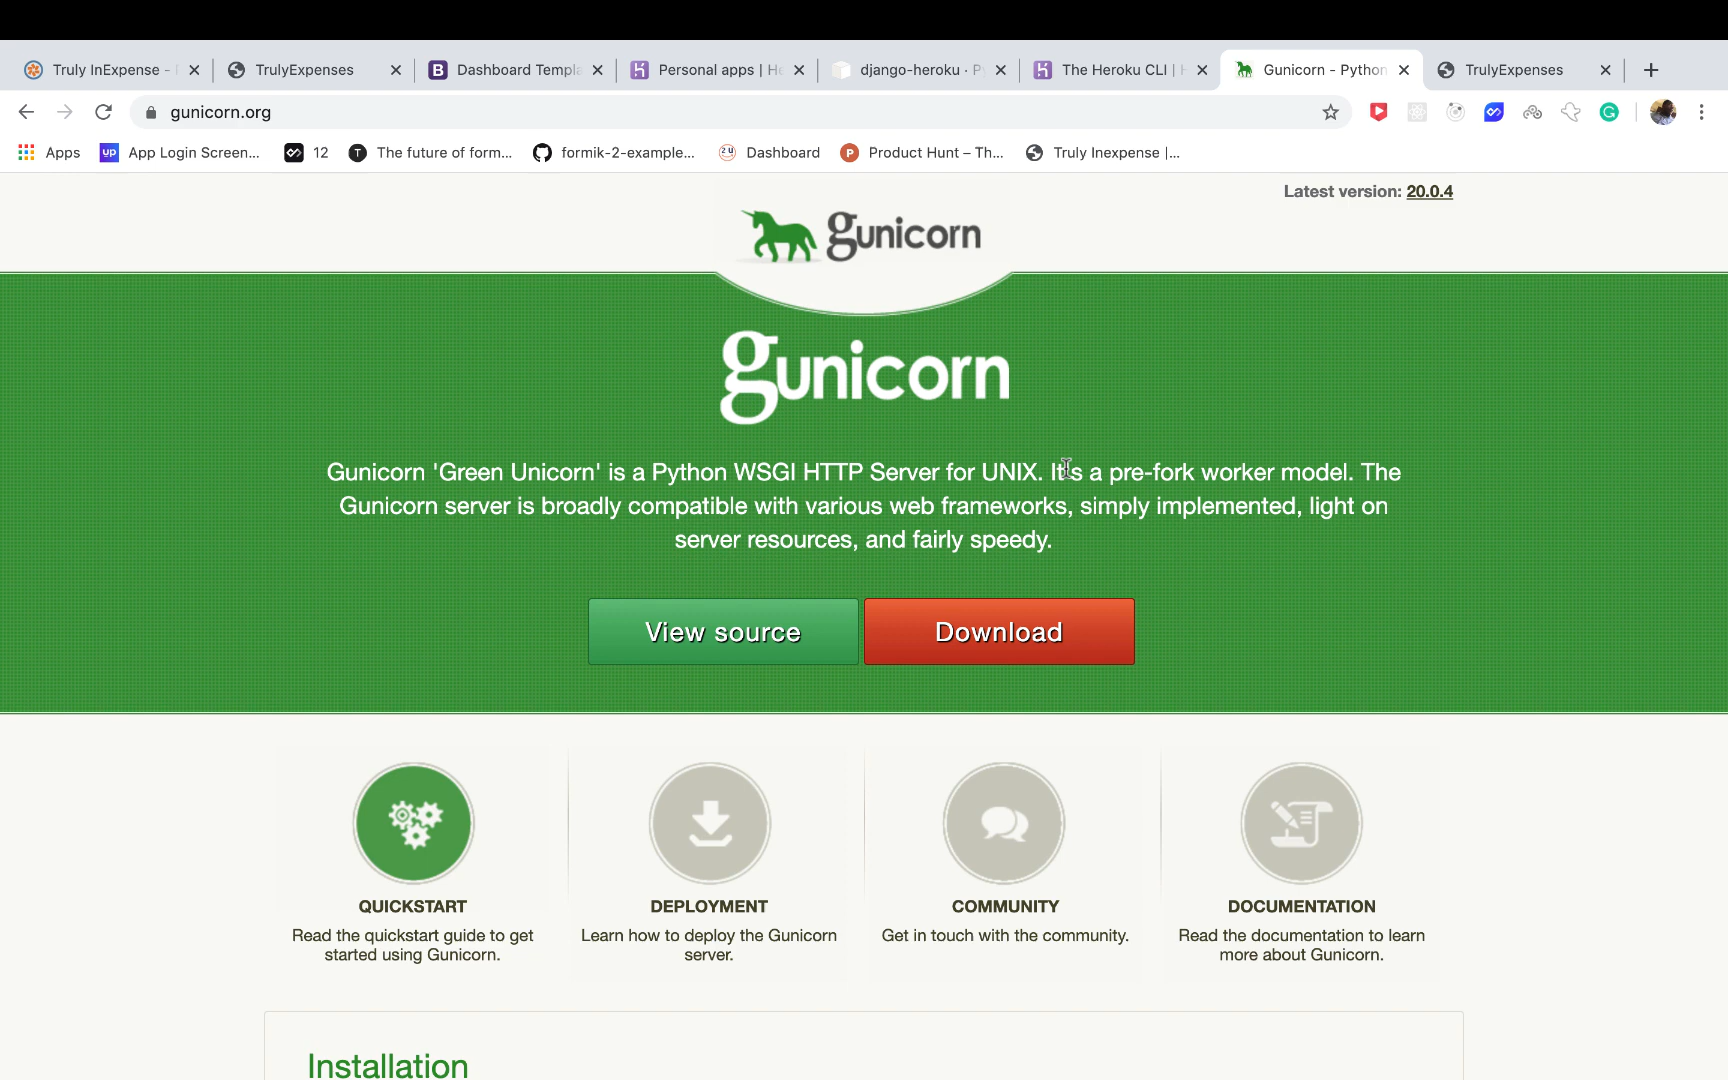 Truly InExpense -
TrulyExpenses
Dashboard Templa
Personal apps | He
django-heroku · P
The Heroku CLI | H
Gunicorn - Python
TrulyExpenses
gunicorn.org
Apps
App Login Screen...
12
The future of form...
formik-2-example...
Dashboard
Product Hunt – Th...
Truly Inexpense |...
Latest version: 20.0.4
gunicorn
gunicorn
Gunicorn 'Green Unicorn' is a Python WSGI HTTP Server for UNIX. It's a pre-fork worker model. The
Gunicorn server is broadly compatible with various web frameworks, simply implemented, light on
server resources, and fairly speedy.
View source
Download
QUICKSTART
Read the quickstart guide to get
started using Gunicorn.
DEPLOYMENT
Learn how to deploy the Gunicorn
server.
COMMUNITY
Get in touch with the community.
DOCUMENTATION
Read the documentation to learn
more about Gunicorn.
Installation